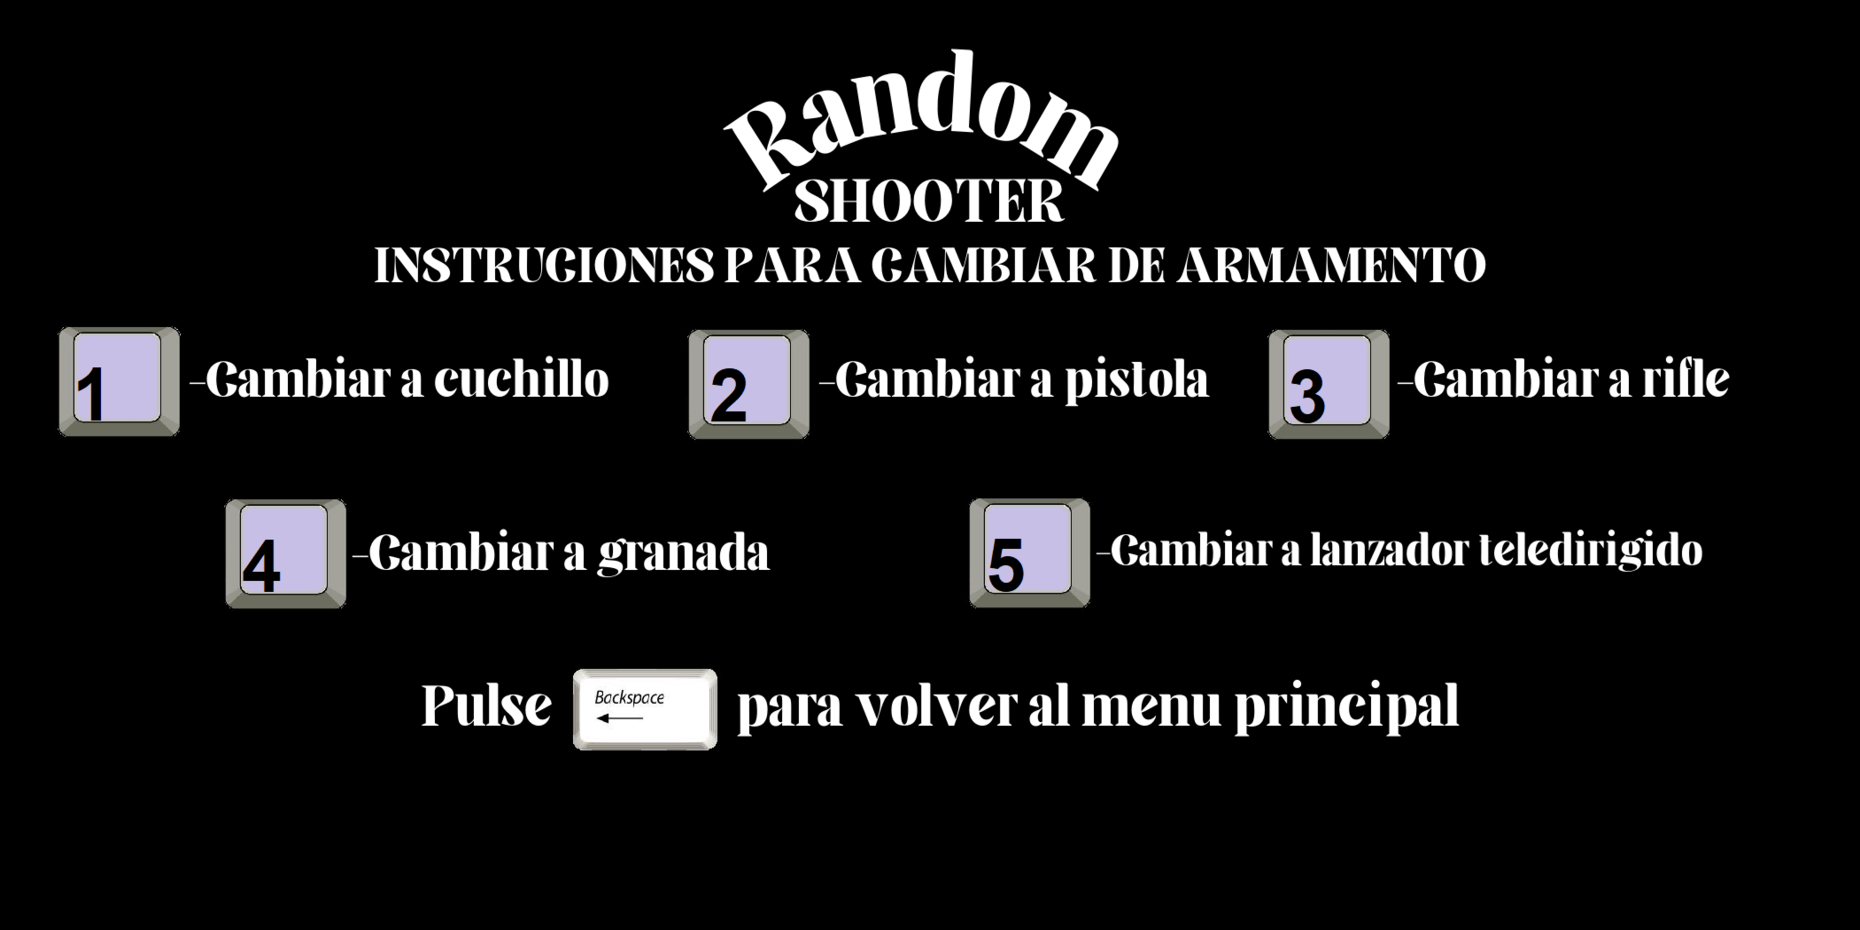 Random
SHOOTER
INSTRUCIONES PARA CAMBIAR DE ARMAMENTO
1 -Cambiar a cuchillo 2 -Cambiar a pistola 3 -Cambiar a rifle
4 -Cambiar a granada 5 -Cambiar a lanzador teledirigido
Pulse Backspace ← para volver al menu principal